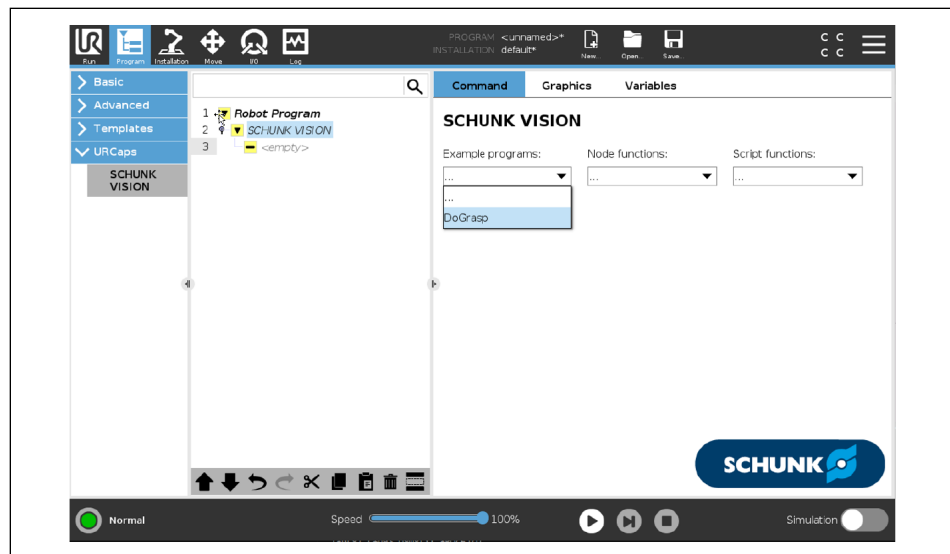 PROGRAM <unnamed>*
INSTALLATION default*
Run Program Installation Move I/O Log
New... Open... Save...
C C
C C
Basic
Advanced
Templates
URCaps
SCHUNK
VISION
1 Robot Program
2 SCHUNK VISION
3 <empty>
Command Graphics Variables
SCHUNK VISION
Example programs: Node functions: Script functions:
... ... ...
...
DoGrasp
SCHUNK
Normal Speed 100% Simulation